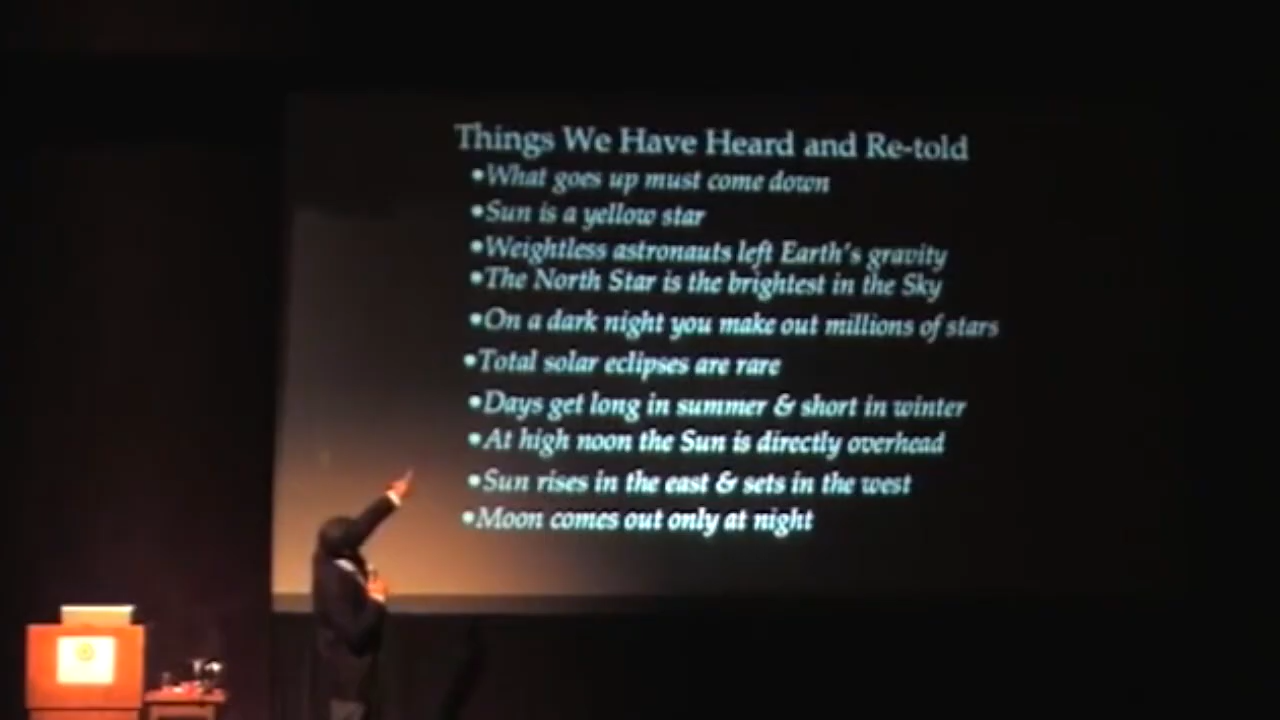 Things We Have Heard and Re-told
•What goes up must come down
•Sun is a yellow star
•Weightless astronauts left Earth's gravity
•The North Star is the brightest in the Sky
•On a dark night you make out millions of stars
•Total solar eclipses are rare
•Days get long in summer & short in winter
•At high noon the Sun is directly overhead
•Sun rises in the east & sets in the west
•Moon comes out only at night